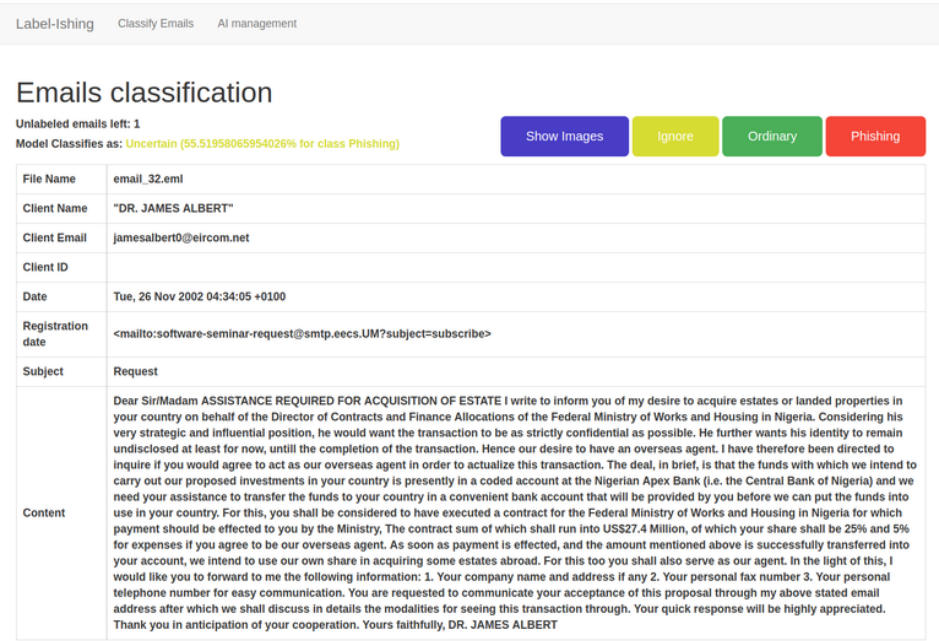 Label-Ishing Classify Emails AI management
Emails classification
Unlabeled emails left: 1
Model Classifies as: Uncertain (55.51958065954026% for class Phishing)
Show Images Ignore Ordinary Phishing
File Name email_32.eml
Client Name "DR. JAMES ALBERT"
Client Email jamesalbert0@eircom.net
Client ID
Date Tue, 26 Nov 2002 04:34:05 +0100
Registration
date <mailto:software-seminar-request@smtp.eecs.UM?subject=subscribe>
Subject Request
Content
Dear Sir/Madam ASSISTANCE REQUIRED FOR ACQUISITION OF ESTATE I write to inform you of my desire to acquire estates or landed properties in
your country on behalf of the Director of Contracts and Finance Allocations of the Federal Ministry of Works and Housing in Nigeria. Considering his
very strategic and influential position, he would want the transaction to be as strictly confidential as possible. He further wants his identity to remain
undisclosed at least for now, untill the completion of the transaction. Hence our desire to have an overseas agent. I have therefore been directed to
inquire if you would agree to act as our overseas agent in order to actualize this transaction. The deal, in brief, is that the funds with which we intend to
carry out our proposed investments in your country is presently in a coded account at the Nigerian Apex Bank (i.e. the Central Bank of Nigeria) and we
need your assistance to transfer the funds to your country in a convenient bank account that will be provided by you before we can put the funds into
use in your country. For this, you shall be considered to have executed a contract for the Federal Ministry of Works and Housing in Nigeria for which
payment should be effected to you by the Ministry, The contract sum of which shall run into US$27.4 Million, of which your share shall be 25% and 5%
for expenses if you agree to be our overseas agent. As soon as payment is effected, and the amount mentioned above is successfully transferred into
your account, we intend to use our own share in acquiring some estates abroad. For this too you shall also serve as our agent. In the light of this, I
would like you to forward to me the following information: 1. Your company name and address if any 2. Your personal fax number 3. Your personal
telephone number for easy communication. You are requested to communicate your acceptance of this proposal through my above stated email
address after which we shall discuss in details the modalities for seeing this transaction through. Your quick response will be highly appreciated.
Thank you in anticipation of your cooperation. Yours faithfully, DR. JAMES ALBERT